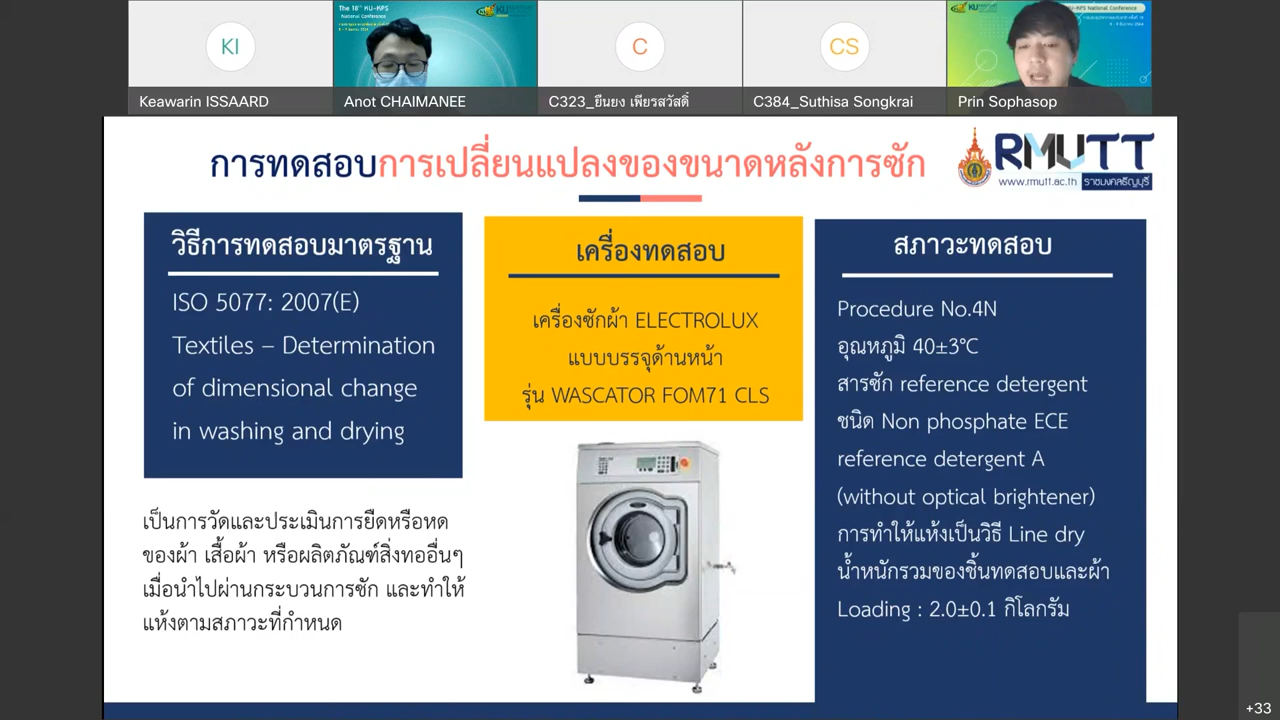 KI
Keawarin ISSAARD
The 18th KU-KPS
National Conference
KU
Anot CHAIMANEE
C
C323_ยืนยง เพียรสวัสดิ์
CS
C384_Suthisa Songkrai
KU
KU-KPS National Conference
Prin Sophasop
การทดสอบการเปลี่ยนแปลงของขนาดหลังการซัก
RMUTT
www.rmutt.ac.th ราชมงคลธัญบุรี
วิธีการทดสอบมาตรฐาน
ISO 5077: 2007(E)
Textiles – Determination
of dimensional change
in washing and drying
เป็นการวัดและประเมินการยืดหรือหด
ของผ้า เสื้อผ้า หรือผลิตภัณฑ์สิ่งทออื่นๆ
เมื่อนำไปผ่านกระบวนการซัก และทำให้
แห้งตามสภาวะที่กำหนด
เครื่องทดสอบ
เครื่องซักผ้า ELECTROLUX
แบบบรรจุด้านหน้า
รุ่น WASCATOR FOM71 CLS
สภาวะทดสอบ
Procedure No.4N
อุณหภูมิ 40±3°C
สารซัก reference detergent
ชนิด Non phosphate ECE
reference detergent A
(without optical brightener)
การทำให้แห้งเป็นวิธี Line dry
น้ำหนักรวมของชิ้นทดสอบและผ้า
Loading : 2.0±0.1 กิโลกรัม
+33